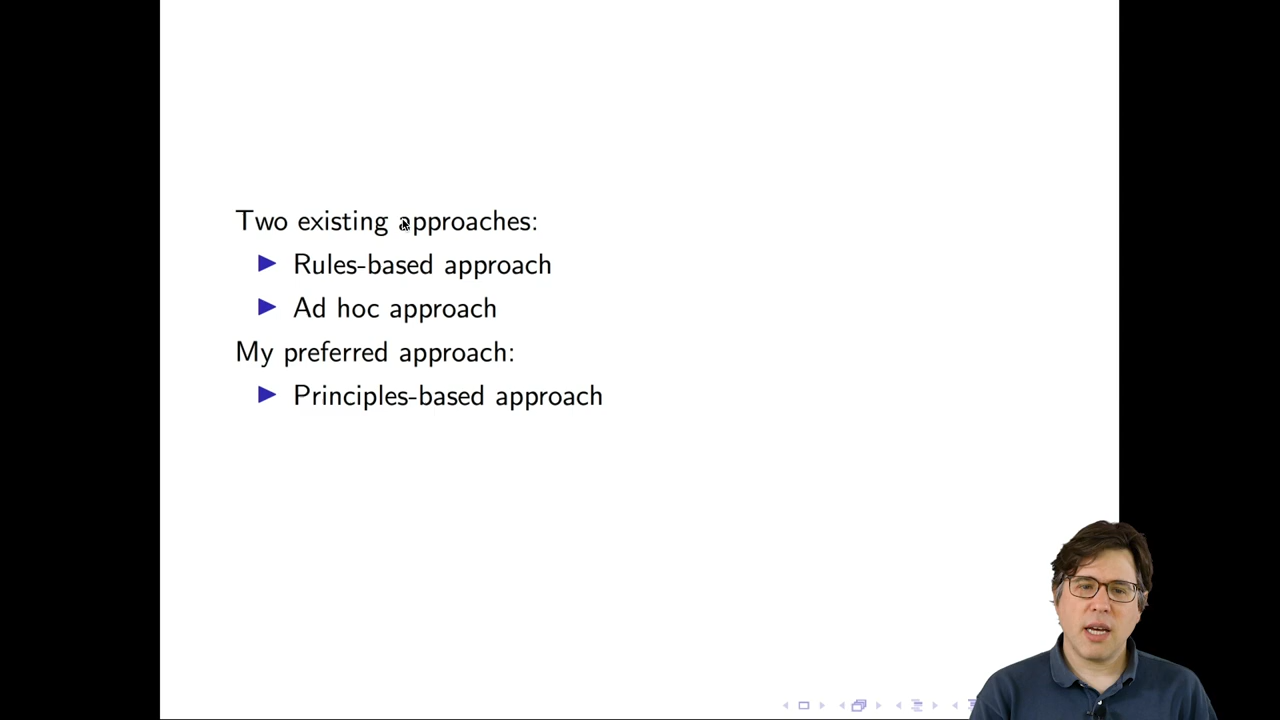 Two existing approaches:
Rules-based approach
Ad hoc approach
My preferred approach:
Principles-based approach